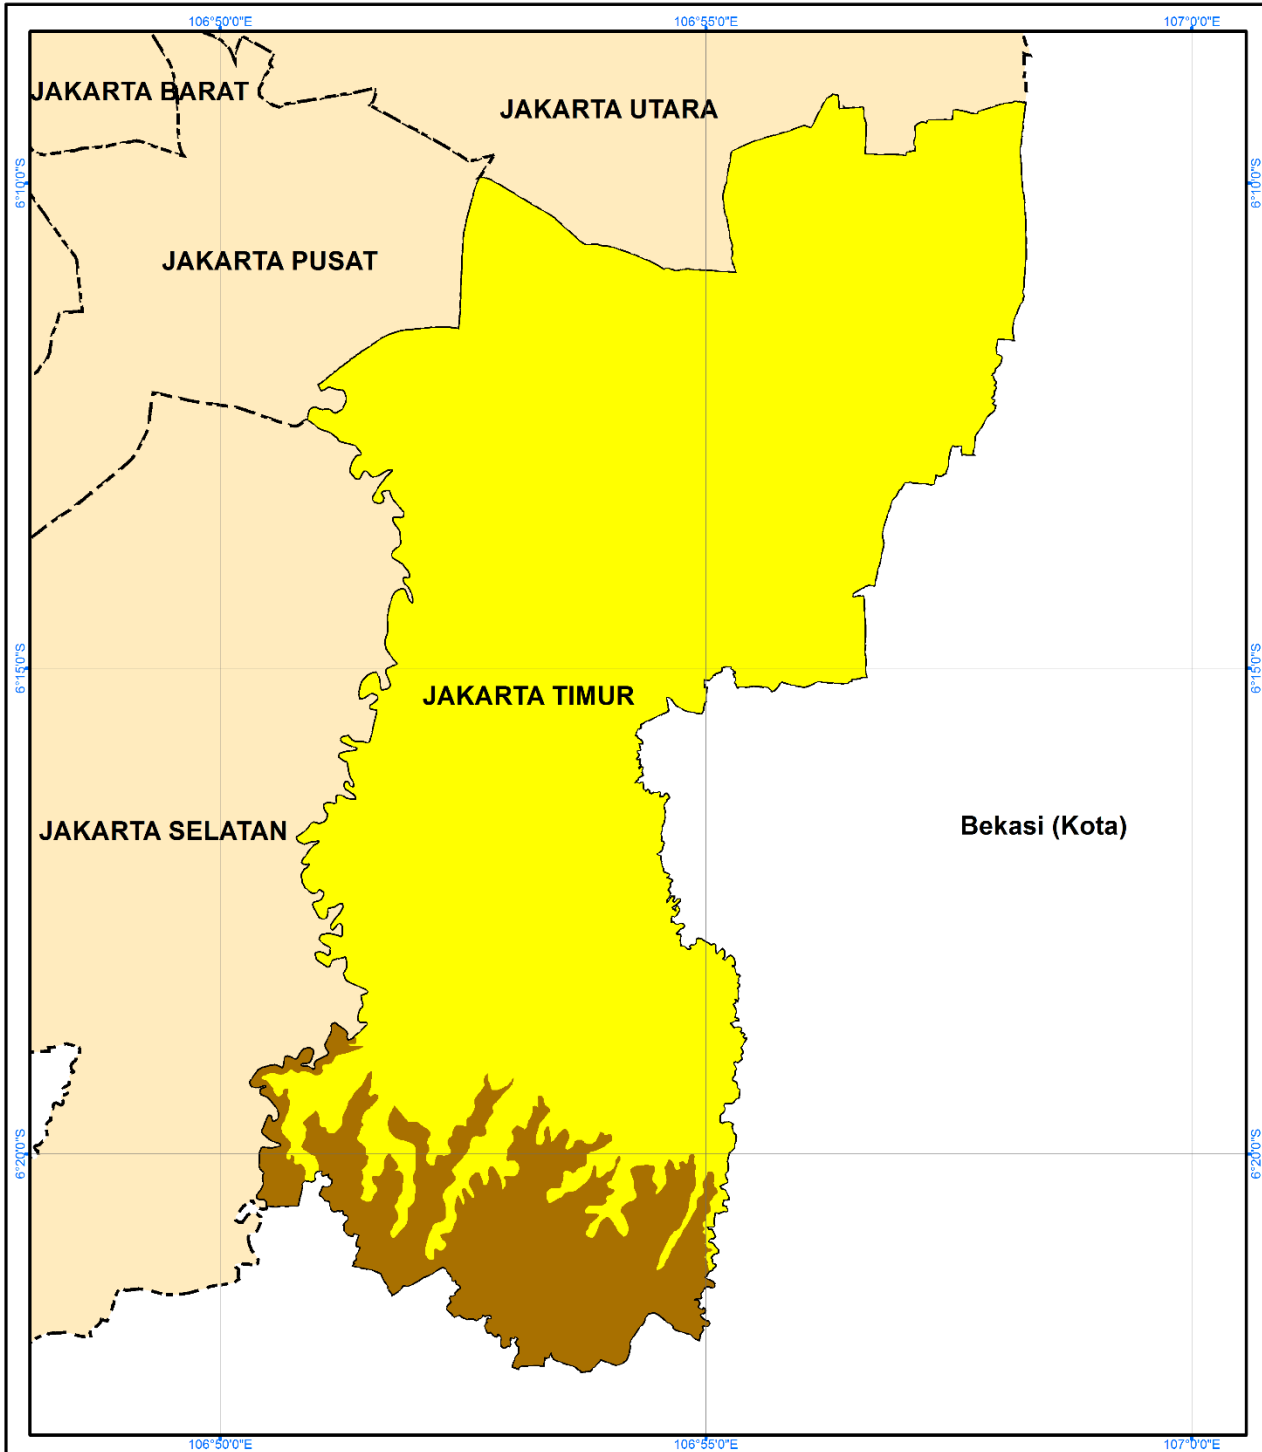 106°50'0"E 106°55'0"E 107°0'0"E
JAKARTA BARAT
JAKARTA UTARA
6°10'0"S 6°10'0"S
JAKARTA PUSAT
6°15'0"S 6°15'0"S
JAKARTA TIMUR
JAKARTA SELATAN
Bekasi (Kota)
6°20'0"S 6°20'0"S
106°50'0"E 106°55'0"E 107°0'0"E